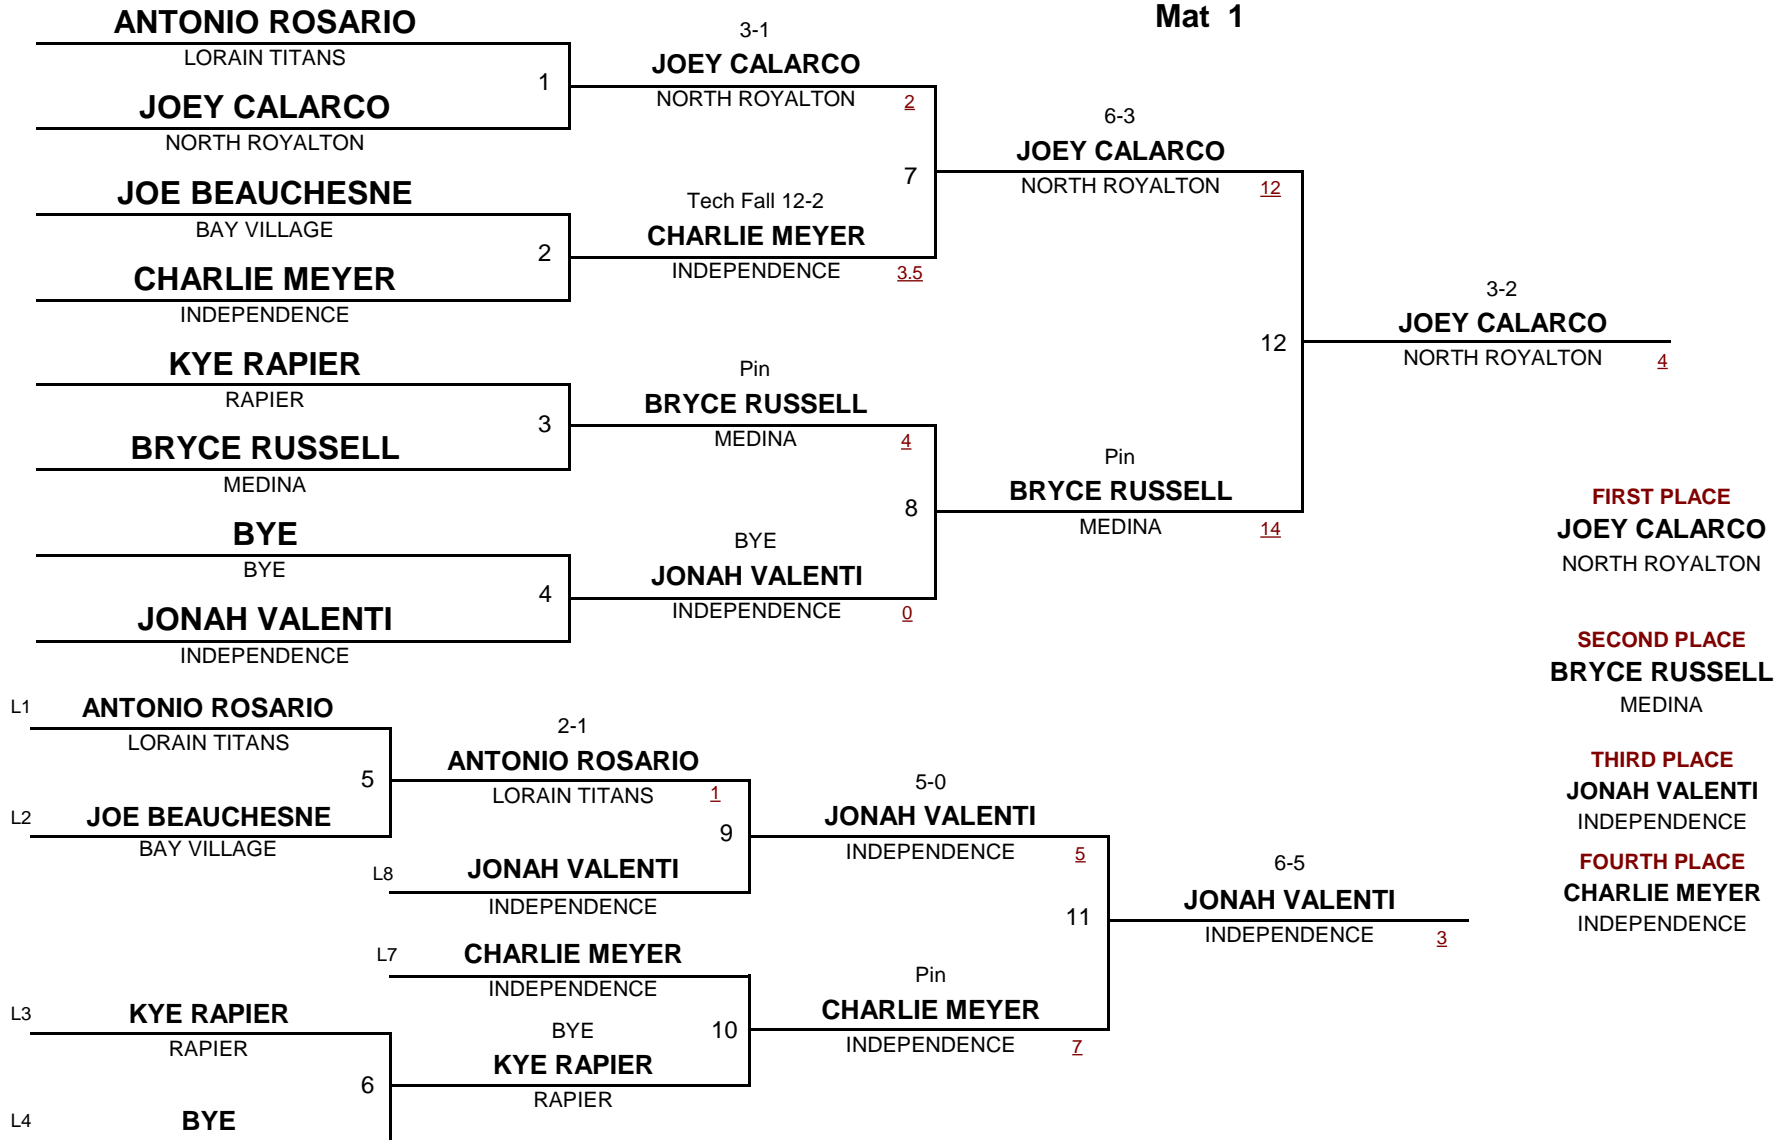 Mat 1
ANTONIO ROSARIO
LORAIN TITANS
1
JOEY CALARCO
NORTH ROYALTON
JOE BEAUCHESNE
BAY VILLAGE
2
CHARLIE MEYER
INDEPENDENCE
KYE RAPIER
RAPIER
3
BRYCE RUSSELL
MEDINA
BYE
BYE
4
JONAH VALENTI
INDEPENDENCE
3-1
JOEY CALARCO
NORTH ROYALTON 2
7
Tech Fall 12-2
CHARLIE MEYER
INDEPENDENCE 3.5
Pin
BRYCE RUSSELL
MEDINA 4
8
BYE
JONAH VALENTI
INDEPENDENCE 0
6-3
JOEY CALARCO
NORTH ROYALTON 12
12
Pin
BRYCE RUSSELL
MEDINA 14
3-2
JOEY CALARCO
NORTH ROYALTON 4
FIRST PLACE
JOEY CALARCO
NORTH ROYALTON
SECOND PLACE
BRYCE RUSSELL
MEDINA
THIRD PLACE
JONAH VALENTI
INDEPENDENCE
FOURTH PLACE
CHARLIE MEYER
INDEPENDENCE
L1 ANTONIO ROSARIO
LORAIN TITANS
5
L2 JOE BEAUCHESNE
BAY VILLAGE
L3 KYE RAPIER
RAPIER
6
L4 BYE
2-1
ANTONIO ROSARIO
LORAIN TITANS 1
9
L8 JONAH VALENTI
INDEPENDENCE
L7 CHARLIE MEYER
INDEPENDENCE
10
BYE
KYE RAPIER
RAPIER
5-0
JONAH VALENTI
INDEPENDENCE 5
11
Pin
CHARLIE MEYER
INDEPENDENCE 7
6-5
JONAH VALENTI
INDEPENDENCE 3